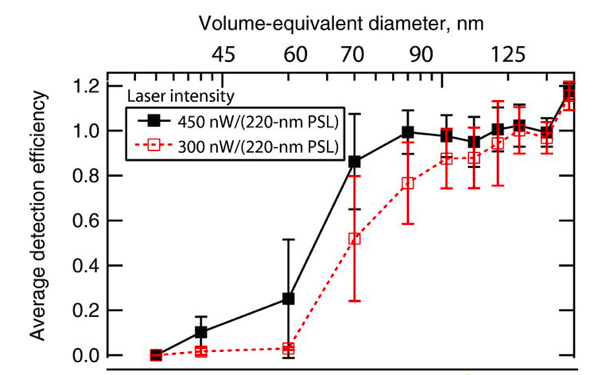 Volume-equivalent diameter, nm
45 60 70 90 125
Average detection efficiency
1.2
1.0
0.8
0.6
0.4
0.2
0.0
Laser intensity
450 nW/(220-nm PSL)
300 nW/(220-nm PSL)